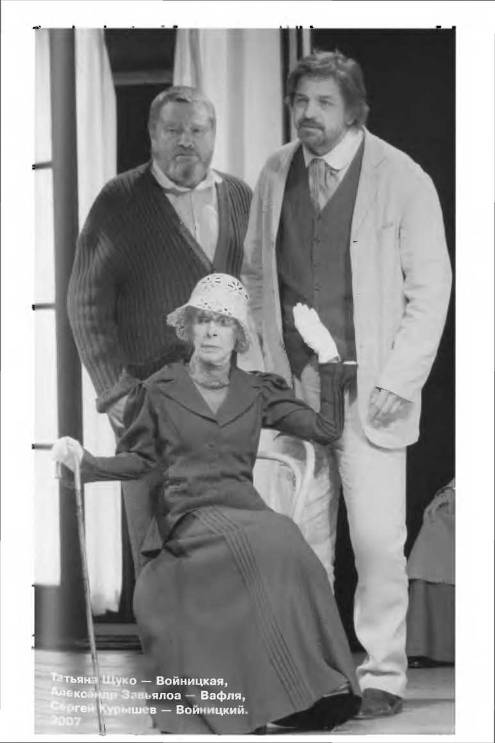 Татьяна Щуко — Войницкая,
Александр Завьялоа — Вафля,
Сергей Курышев — Войницкий.
2007